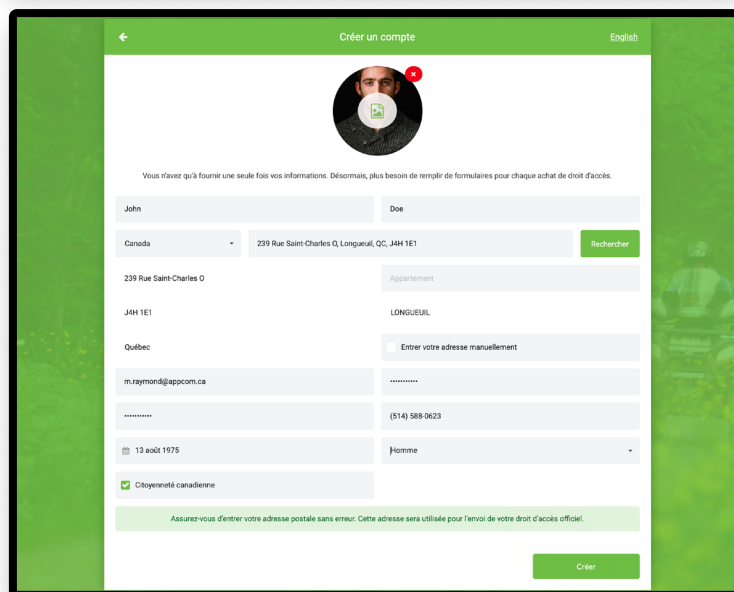 Créer un compte
English
Vous n'avez qu'à fournir une seule fois vos informations. Désormais, plus besoin de remplir de formulaires pour chaque achat de droit d'accès.
John
Doe
Canada
239 Rue Saint-Charles O, Longueuil, QC, J4H 1E1
Rechercher
239 Rue Saint-Charles O
Appartement
J4H 1E1
LONGUEUIL
Québec
Entrer votre adresse manuellement
m.raymond@appcom.ca
•••••••••••
•••••••••••
(514) 588-0623
13 août 1975
Homme
Citoyenneté canadienne
Assurez-vous d'entrer votre adresse postale sans erreur. Cette adresse sera utilisée pour l'envoi de votre droit d'accès officiel.
Créer